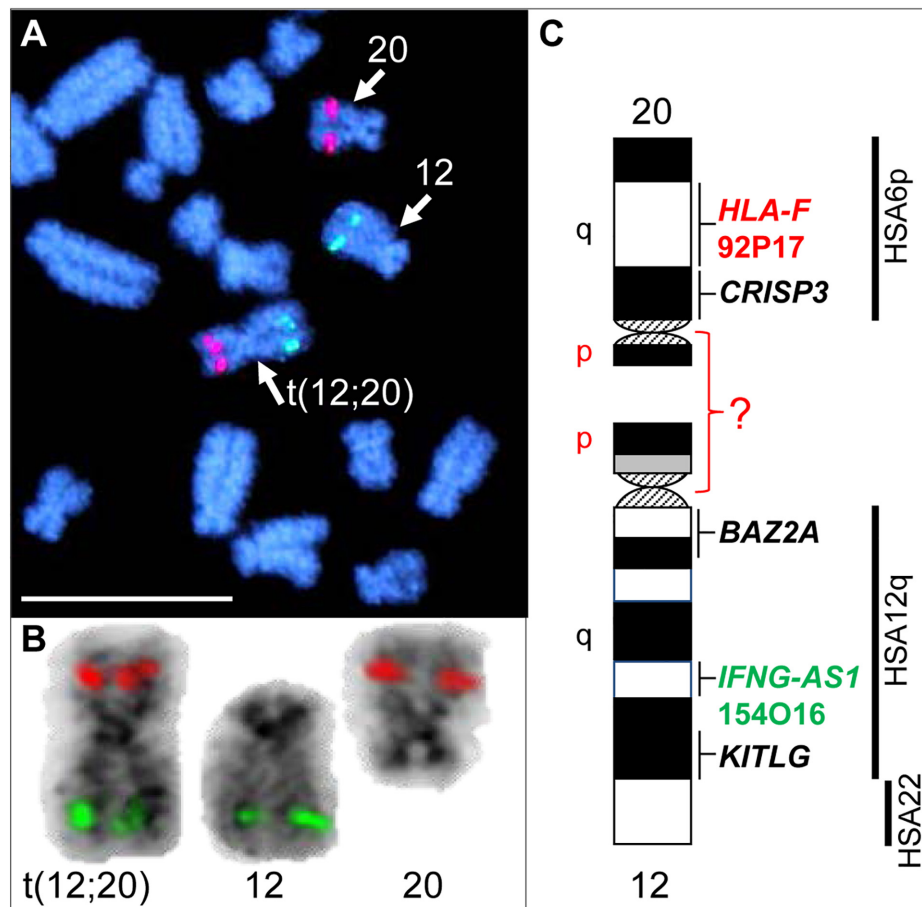 A
20
12
t(12;20)
B
t(12;20)
12
20
C
20
q
HLA-F
92P17
CRISP3
HSA6p
p
?
p
BAZ2A
q
IFNG-AS1
154O16
KITLG
HSA12q
HSA22
12